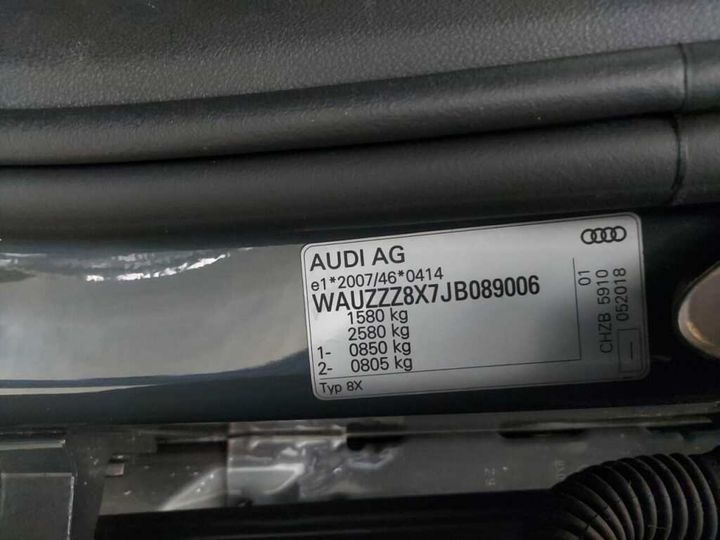 AUDI AG
e1*2007/46*0414
WAUZZZ8X7JB089006
1580 kg
2580 kg
1- 0850 kg
2- 0805 kg
Typ 8X
01
CHZB 5910
052018
—
29